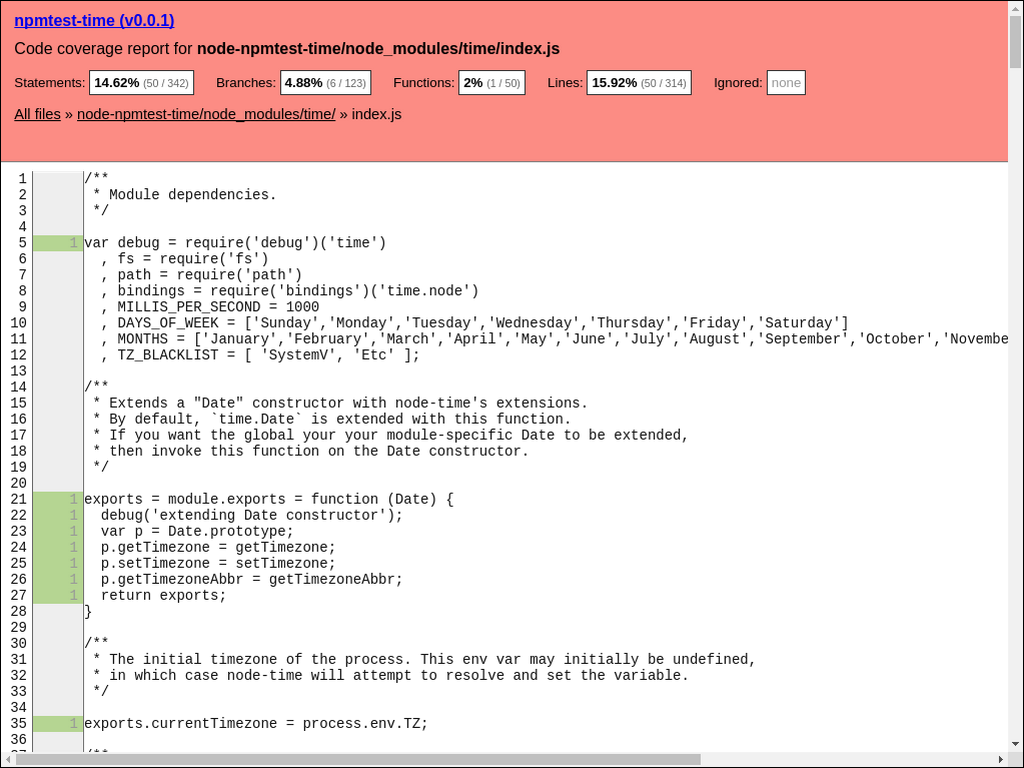 npmtest-time (v0.0.1)
Code coverage report for node-npmtest-time/node_modules/time/index.js
Statements: 14.62% (50 / 342) Branches: 4.88% (6 / 123) Functions: 2% (1 / 50) Lines: 15.92% (50 / 314) Ignored: none
All files » node-npmtest-time/node_modules/time/ » index.js
1 /**
2  * Module dependencies.
3  */
4
5 1 var debug = require('debug')('time')
6   , fs = require('fs')
7   , path = require('path')
8   , bindings = require('bindings')('time.node')
9   , MILLIS_PER_SECOND = 1000
10   , DAYS_OF_WEEK = ['Sunday','Monday','Tuesday','Wednesday','Thursday','Friday','Saturday']
11   , MONTHS = ['January','February','March','April','May','June','July','August','September','October','Novembe
12   , TZ_BLACKLIST = [ 'SystemV', 'Etc' ];
13
14 /**
15  * Extends a "Date" constructor with node-time's extensions.
16  * By default, `time.Date` is extended with this function.
17  * If you want the global your your module-specific Date to be extended,
18  * then invoke this function on the Date constructor.
19  */
20
21 1 exports = module.exports = function (Date) {
22 1   debug('extending Date constructor');
23 1   var p = Date.prototype;
24 1   p.getTimezone = getTimezone;
25 1   p.setTimezone = setTimezone;
26 1   p.getTimezoneAbbr = getTimezoneAbbr;
27 1   return exports;
28 }
29
30 /**
31  * The initial timezone of the process. This env var may initially be undefined,
32  * in which case node-time will attempt to resolve and set the variable.
33  */
34
35 1 exports.currentTimezone = process.env.TZ;
36
37 /**